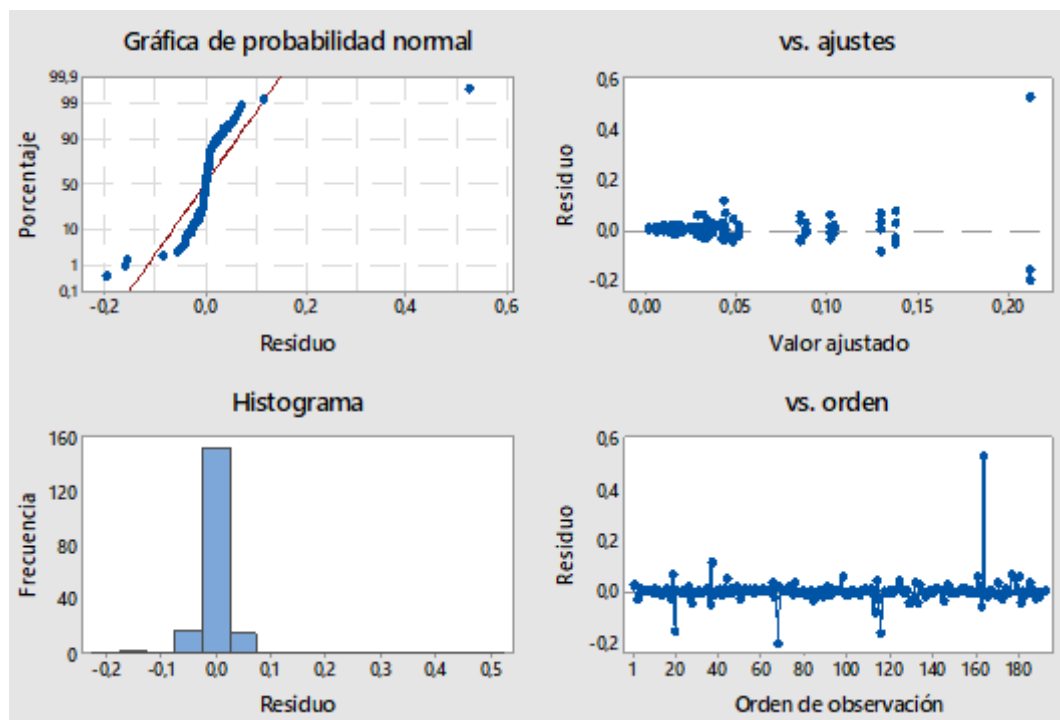 Gráfica de probabilidad normal
Porcentaje
99,9
99
90
50
10
1
0,1
-0,2 0,0 0,2 0,4 0,6
Residuo
vs. ajustes
Residuo
0,6
0,4
0,2
0,0
-0,2
0,00 0,05 0,10 0,15 0,20
Valor ajustado
Histograma
Frecuencia
160
120
80
40
0
-0,2 -0,1 0,0 0,1 0,2 0,3 0,4 0,5
Residuo
vs. orden
Residuo
0,6
0,4
0,2
0,0
-0,2
1 20 40 60 80 100 120 140 160 180
Orden de observación